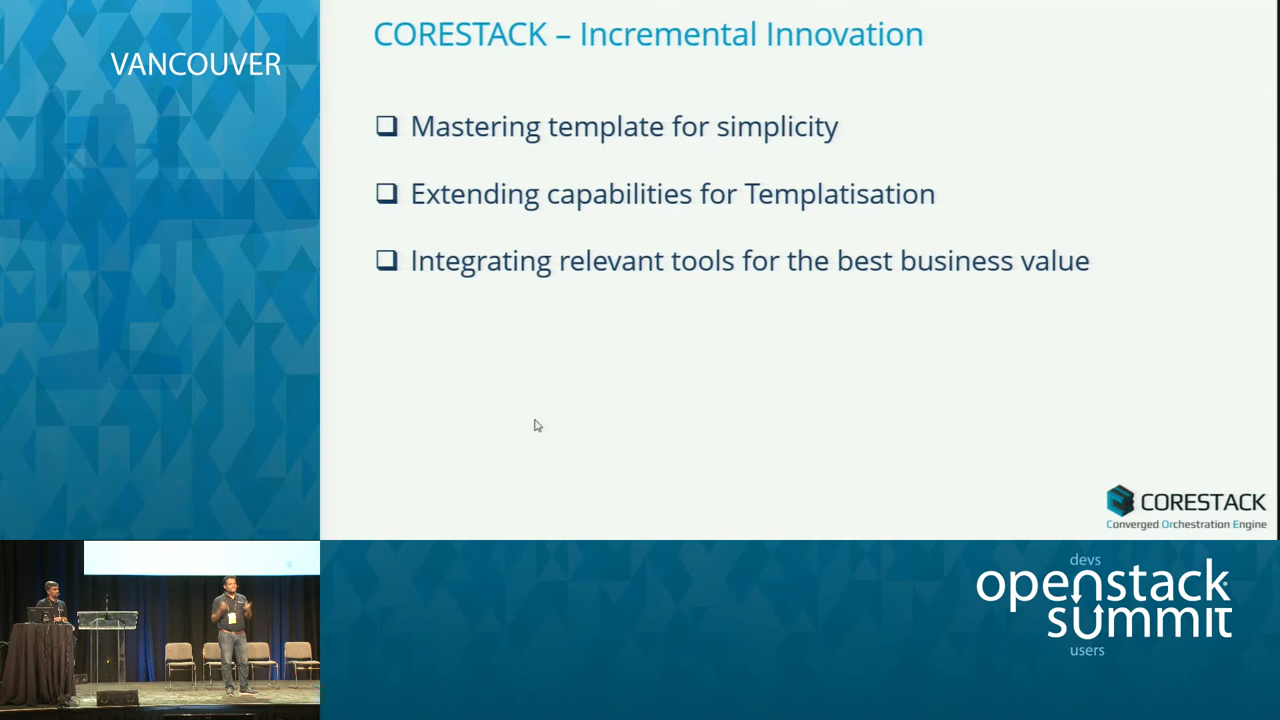 VANCOUVER
CORESTACK – Incremental Innovation
❑ Mastering template for simplicity
❑ Extending capabilities for Templatisation
❑ Integrating relevant tools for the best business value
CORESTACK
Converged Orchestration Engine
devs
openstack
summit
users